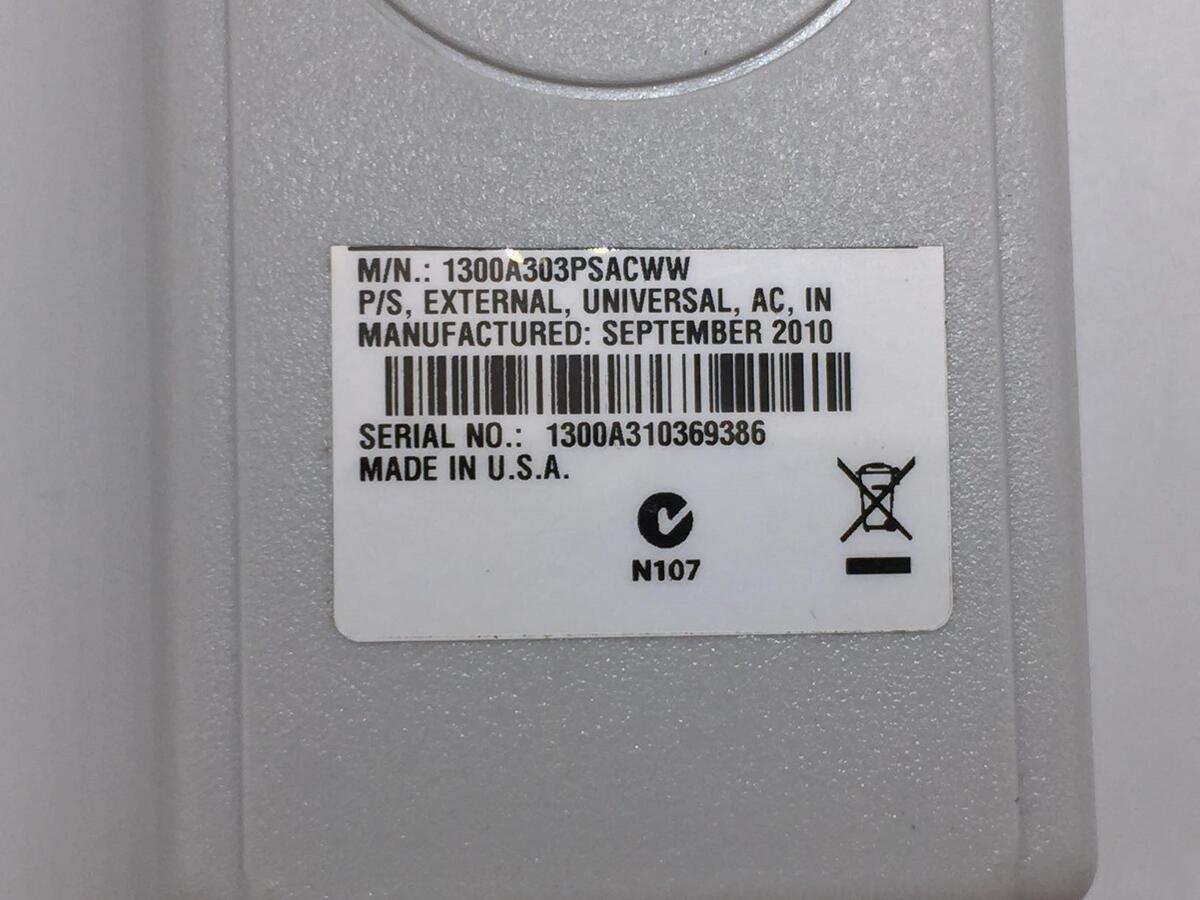 M/N.: 1300A303PSACWW
P/S, EXTERNAL, UNIVERSAL, AC, IN
MANUFACTURED: SEPTEMBER 2010
SERIAL NO.: 1300A310369386
MADE IN U.S.A.
N107